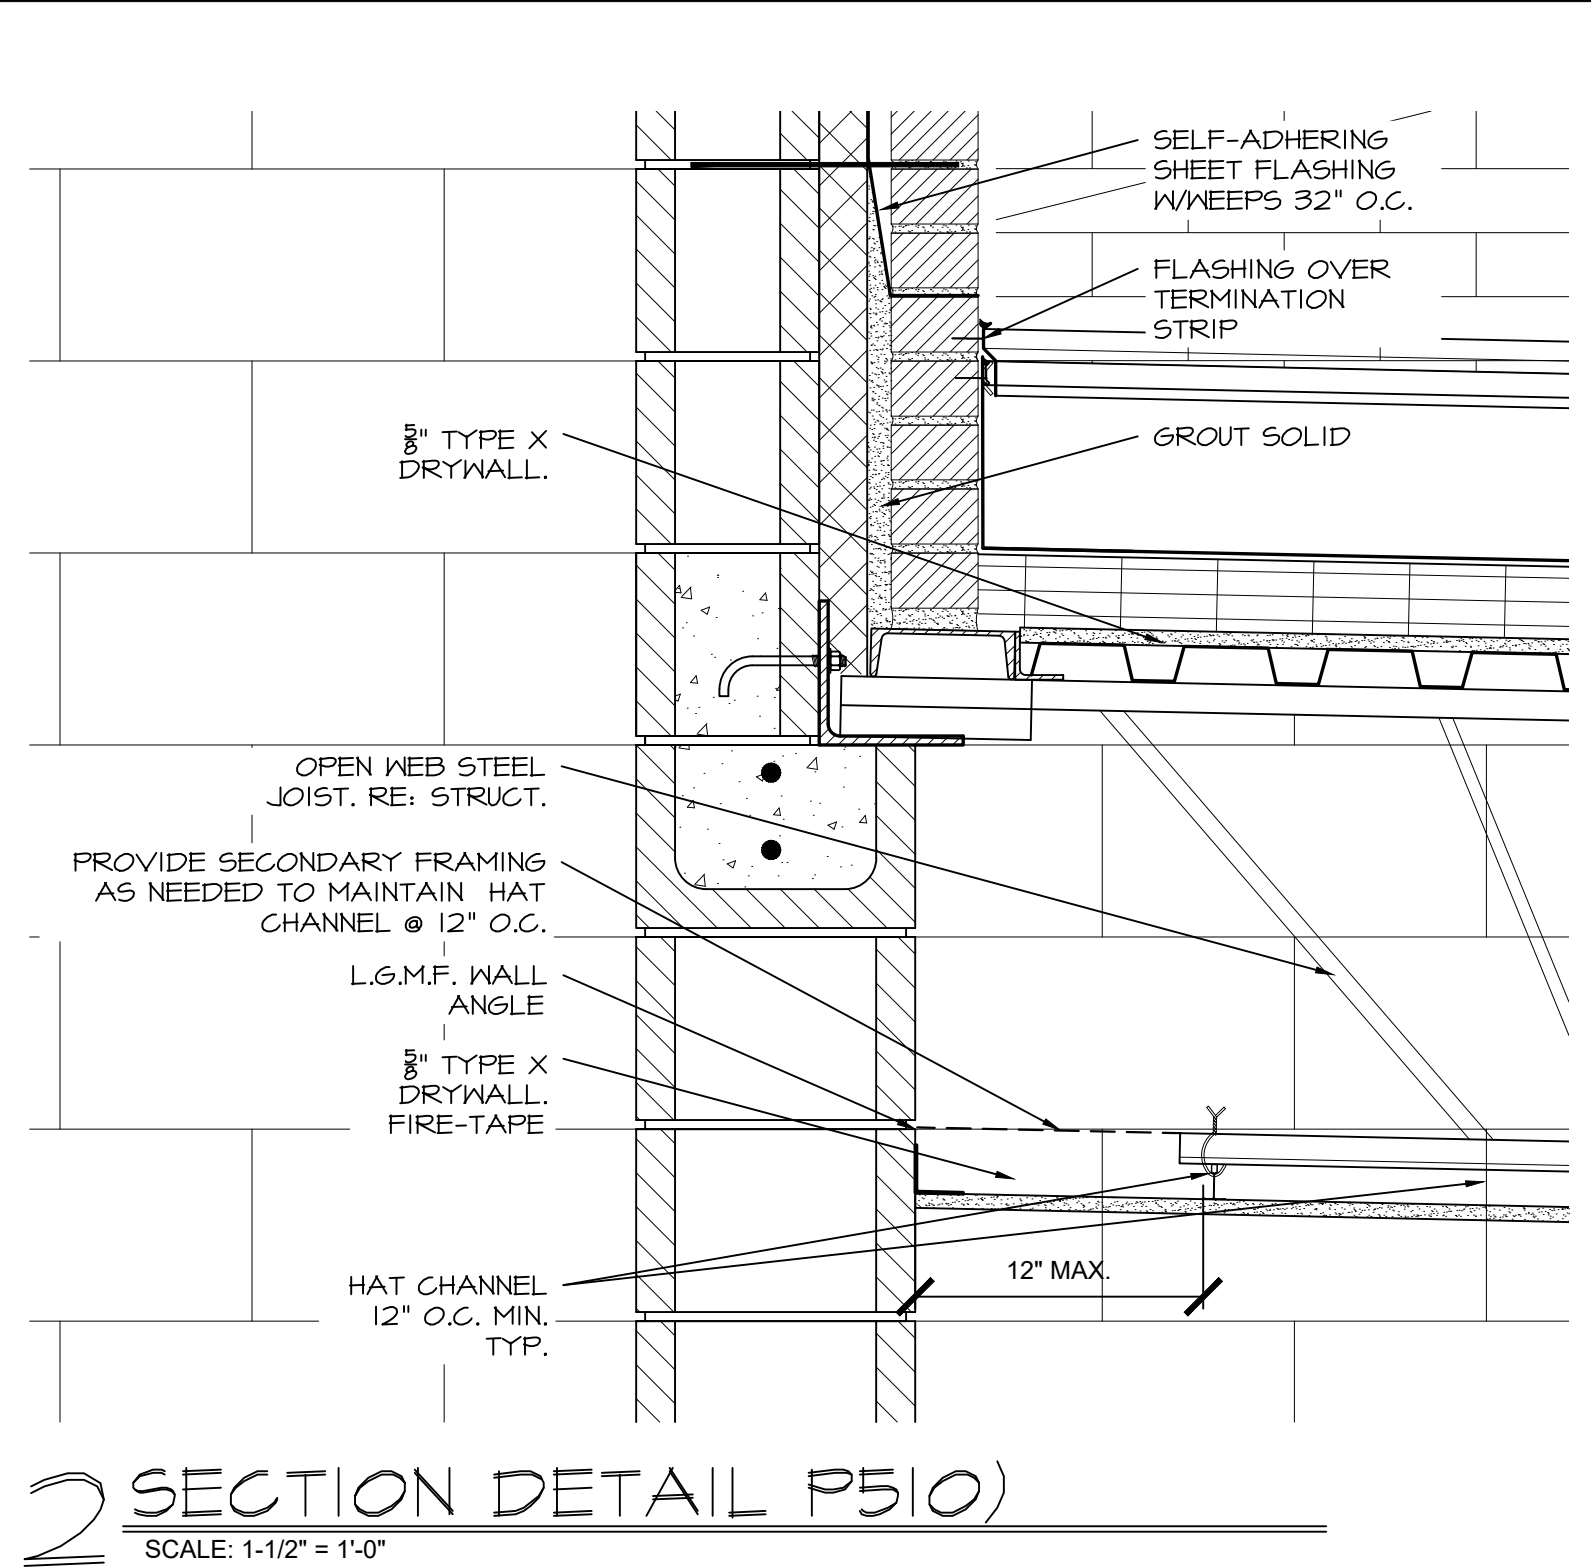 SELF-ADHERING
SHEET FLASHING
W/WEEPS 32" O.C.
FLASHING OVER
TERMINATION
STRIP
GROUT SOLID
5/8" TYPE X
DRYWALL.
OPEN WEB STEEL
JOIST. RE: STRUCT.
PROVIDE SECONDARY FRAMING
AS NEEDED TO MAINTAIN HAT
CHANNEL @ 12" O.C.
L.G.M.F. WALL
ANGLE
5/8" TYPE X
DRYWALL.
FIRE-TAPE
HAT CHANNEL
12" O.C. MIN.
TYP.
12" MAX.
2 SECTION DETAIL P510)
SCALE: 1-1/2" = 1'-0"